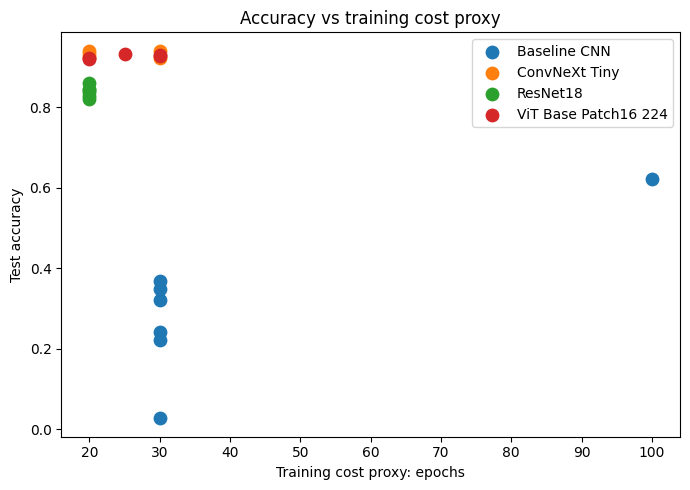 Accuracy vs training cost proxy
Baseline CNN
ConvNeXt Tiny
ResNet18
ViT Base Patch16 224
Test accuracy
0.8
0.6
0.4
0.2
0.0
20 30 40 50 60 70 80 90 100
Training cost proxy: epochs